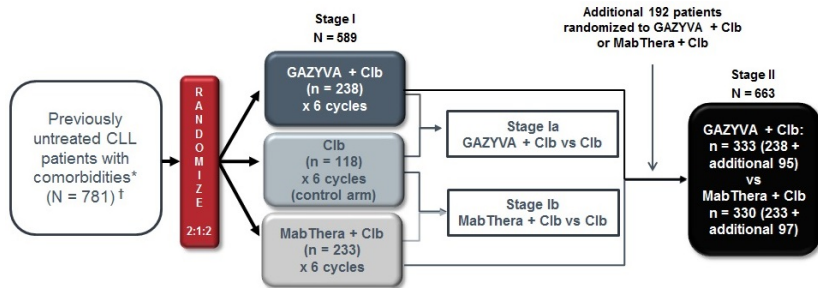 Previously
untreated CLL
patients with
comorbidities*
(N = 781) †
RANDOMIZE
2:1:2
Stage I
N = 589
GAZYVA + Clb
(n = 238)
x 6 cycles
Clb
(n = 118)
x 6 cycles
(control arm)
MabThera + Clb
(n = 233)
x 6 cycles
Stage Ia
GAZYVA + Clb vs Clb
Stage Ib
MabThera + Clb vs Clb
Additional 192 patients
randomized to GAZYVA + Clb
or MabThera + Clb
Stage II
N = 663
GAZYVA + Clb:
n = 333 (238 +
additional 95)
vs
MabThera + Clb
n = 330 (233 +
additional 97)